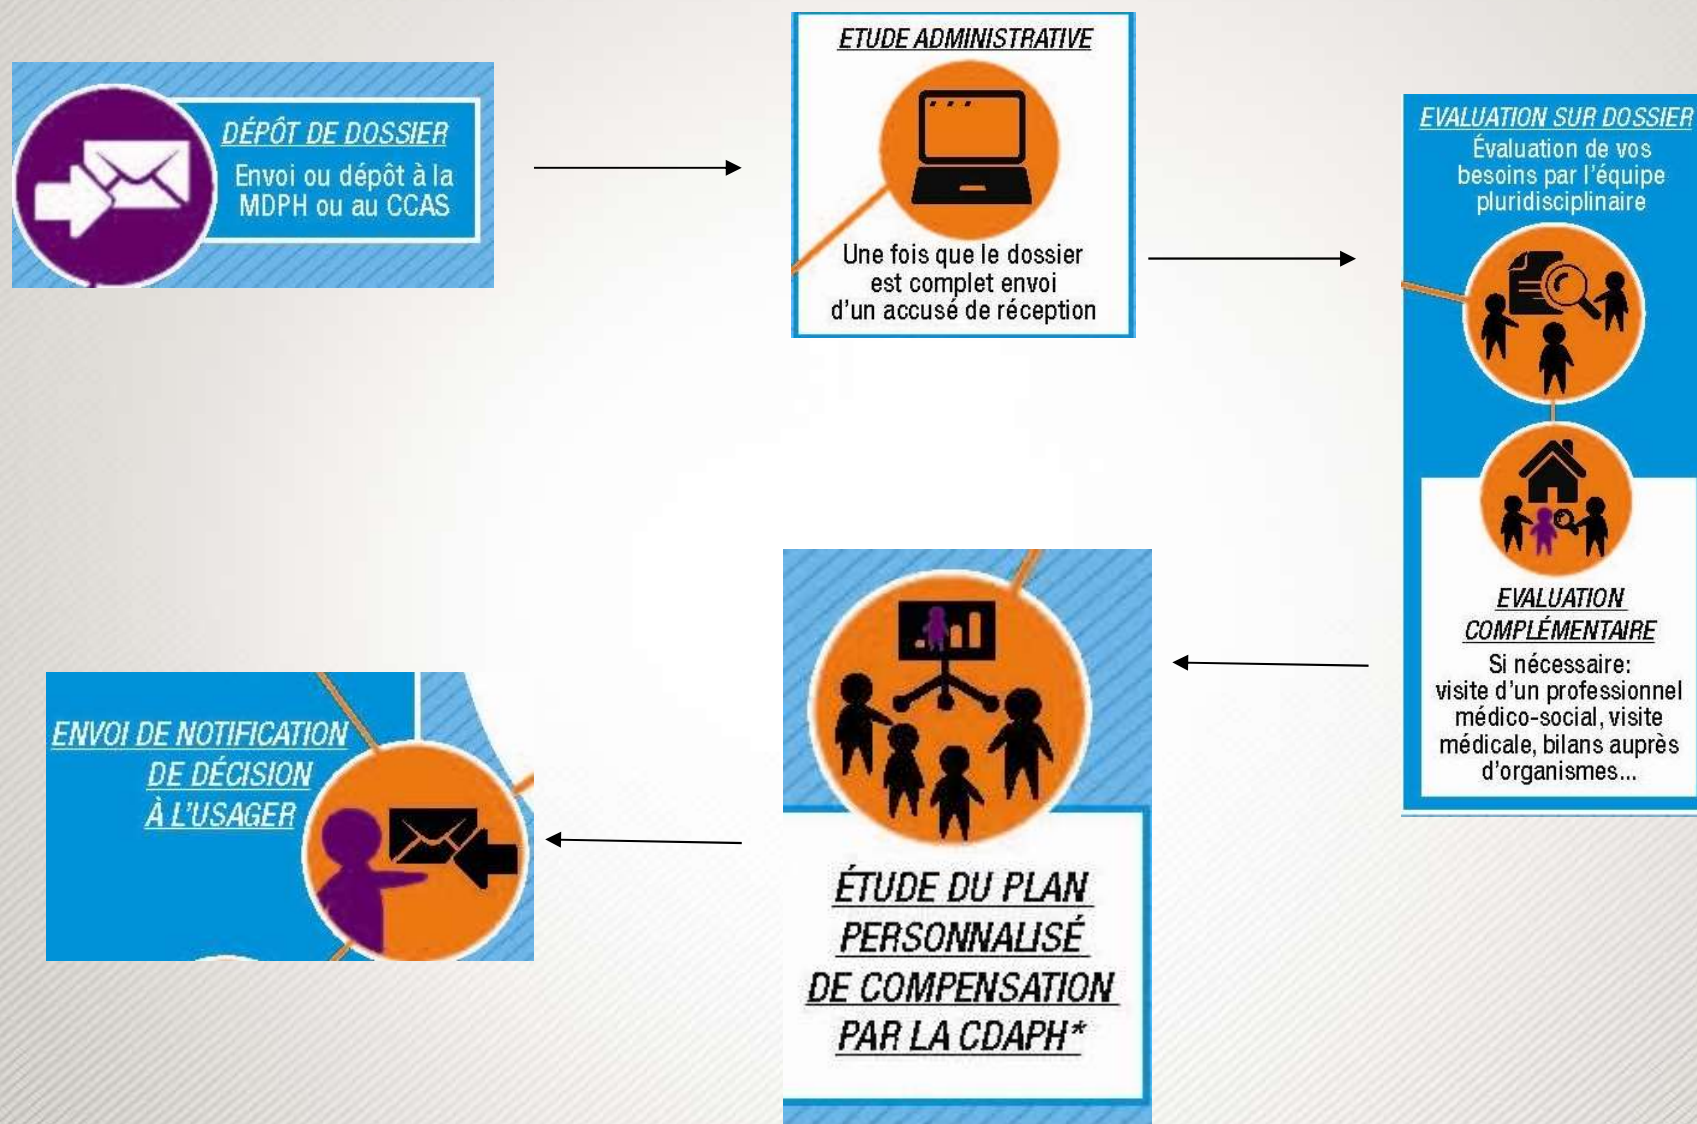 DÉPÔT DE DOSSIER
Envoi ou dépôt à la
MDPH ou au CCAS
ETUDE ADMINISTRATIVE
Une fois que le dossier
est complet envoi
d'un accusé de réception
EVALUATION SUR DOSSIER
Évaluation de vos
besoins par l'équipe
pluridisciplinaire
EVALUATION
COMPLÉMENTAIRE
Si nécessaire:
visite d'un professionnel
médico-social, visite
médicale, bilans auprès
d'organismes...
ÉTUDE DU PLAN
PERSONNALISÉ
DE COMPENSATION
PAR LA CDAPH*
ENVOI DE NOTIFICATION
DE DÉCISION
À L'USAGER